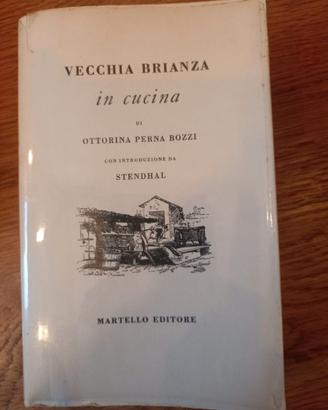 VECCHIA BRIANZA
in cucina
DI
OTTORINA PERNA BOZZI
CON INTRODUZIONE DA
STENDHAL
MARTELLO EDITORE